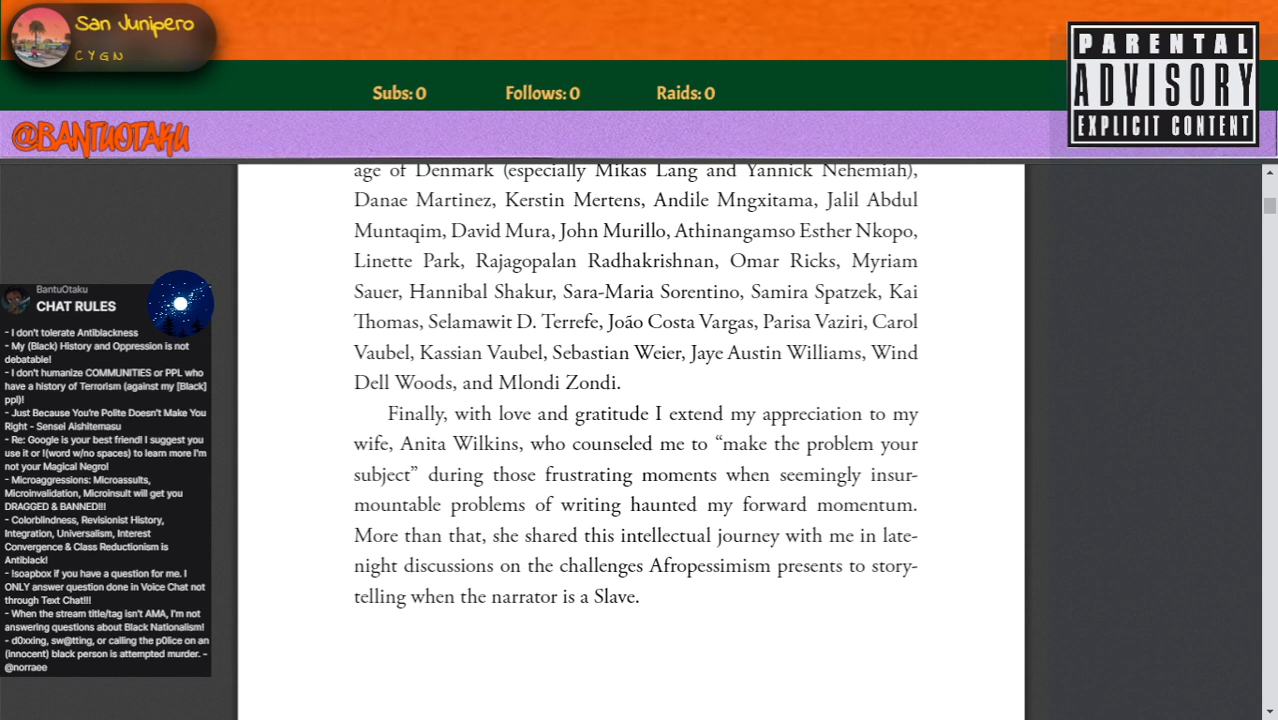 San Junipero
CYGN
PARENTAL
ADVISORY
EXPLICIT CONTENT
Subs: 0
Follows: 0
Raids: 0
@BANTUOTAKU
age of Denmark (especially Mikas Lang and Yannick Nehemiah),
Danae Martinez, Kerstin Mertens, Andile Mngxitama, Jalil Abdul
Muntaqim, David Mura, John Murillo, Athinangamso Esther Nkopo,
Linette Park, Rajagopalan Radhakrishnan, Omar Ricks, Myriam
Sauer, Hannibal Shakur, Sara-Maria Sorentino, Samira Spatzek, Kai
Thomas, Selamawit D. Terrefe, João Costa Vargas, Parisa Vaziri, Carol
Vaubel, Kassian Vaubel, Sebastian Weier, Jaye Austin Williams, Wind
Dell Woods, and Mlondi Zondi.
Finally, with love and gratitude I extend my appreciation to my
wife, Anita Wilkins, who counseled me to “make the problem your
subject” during those frustrating moments when seemingly insur-
mountable problems of writing haunted my forward momentum.
More than that, she shared this intellectual journey with me in late-
night discussions on the challenges Afropessimism presents to story-
telling when the narrator is a Slave.
BantuOtaku
CHAT RULES
- I don't tolerate Antiblackness
- My (Black) History and Oppression is not
debatable!
- I don't humanize COMMUNITIES or PPL who
have a history of Terrorism (against my [Black]
ppl)!
- Just Because You're Polite Doesn't Make You
Right - Sensei Aishitemasu
- Re: Google is your best friend! I suggest you
use it or !(word w/no spaces) to learn more I'm
not your Magical Negro!
- Microaggressions: Microassults,
Microinvalidation, Microinsult will get you
DRAGGED & BANNED!!!
- Colorblindness, Revisionist History,
Integration, Universalism, Interest
Convergence & Class Reductionism is
Antiblack!
- !soapbox if you have a question for me. I
ONLY answer question done in Voice Chat not
through Text Chat!!!
- When the stream title/tag isn't AMA, I'm not
answering questions about Black Nationalism!
- d0xxing, sw@tting, or calling the p0lice on an
(innocent) black person is attempted murder. -
@norraee